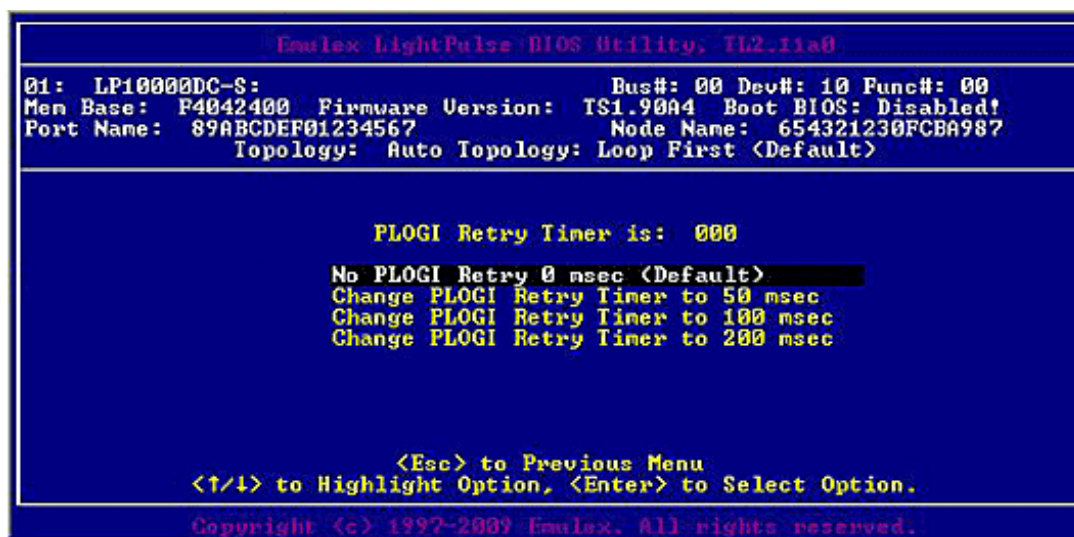 Emulex LightPulse BIOS Utility, TL2.11a0
01: LP10000DC-S: Bus#: 00 Dev#: 10 Func#: 00
Mem Base: F4042400 Firmware Version: TS1.90A4 Boot BIOS: Disabled!
Port Name: 89ABCDEF01234567 Node Name: 654321230FCBA987
Topology: Auto Topology: Loop First <Default>
PLOGI Retry Timer is: 000
No PLOGI Retry 0 msec <Default>
Change PLOGI Retry Timer to 50 msec
Change PLOGI Retry Timer to 100 msec
Change PLOGI Retry Timer to 200 msec
<Esc> to Previous Menu
<↑/↓> to Highlight Option, <Enter> to Select Option.
Copyright <c> 1997-2009 Emulex. All rights reserved.